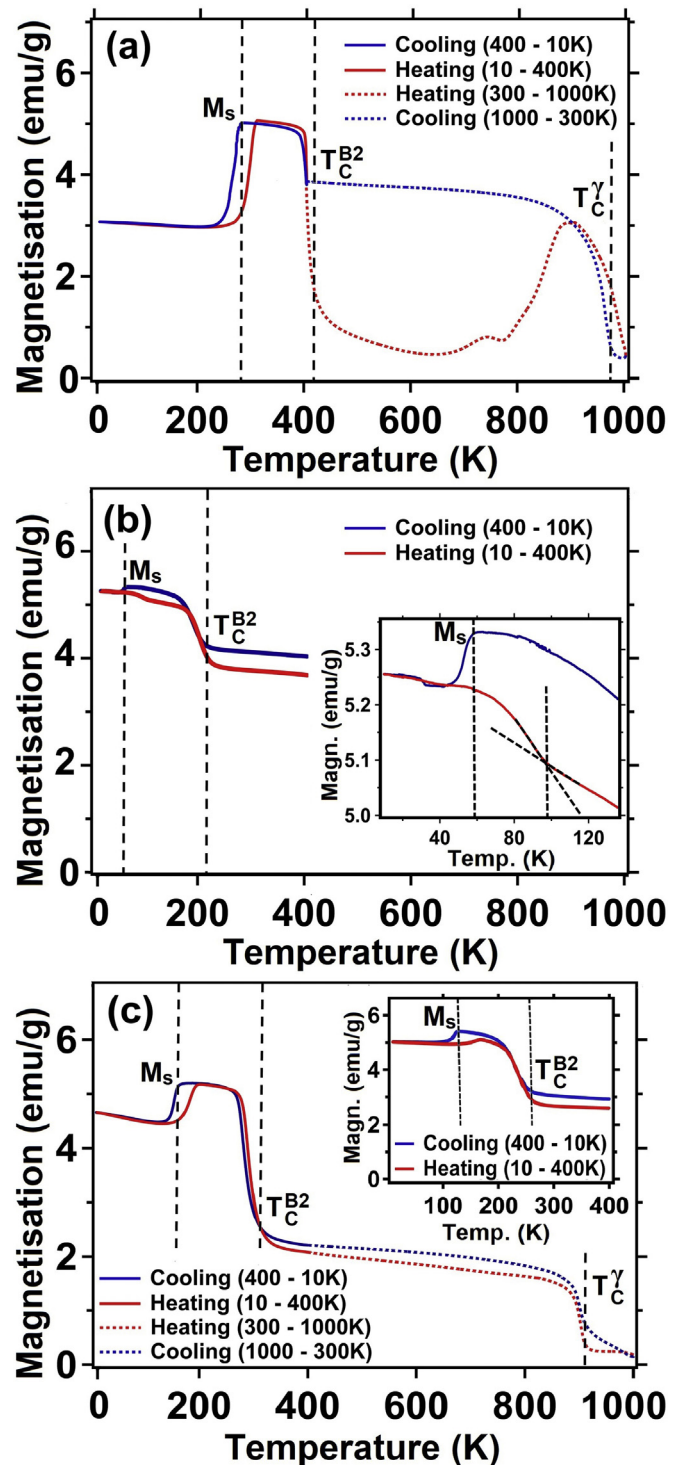 (a)
Cooling (400 - 10K)
Heating (10 - 400K)
Heating (300 - 1000K)
Cooling (1000 - 300K)
Ms
T_C^B2
T_C^γ
Magnetisation (emu/g)
6
4
2
0
0 200 400 600 800 1000
Temperature (K)
(b)
Cooling (400 - 10K)
Heating (10 - 400K)
Ms
T_C^B2
Magnetisation (emu/g)
6
4
2
0
Ms
Magn. (emu/g)
5.3
5.2
5.1
5.0
40 80 120
Temp. (K)
0 200 400 600 800 1000
Temperature (K)
(c)
Ms
T_C^B2
T_C^γ
Magnetisation (emu/g)
6
4
2
0
Ms
T_C^B2
Magn. (emu/g)
6
4
2
0
Cooling (400 - 10K)
Heating (10 - 400K)
100 200 300 400
Temp. (K)
Cooling (400 - 10K)
Heating (10 - 400K)
Heating (300 - 1000K)
Cooling (1000 - 300K)
0 200 400 600 800 1000
Temperature (K)